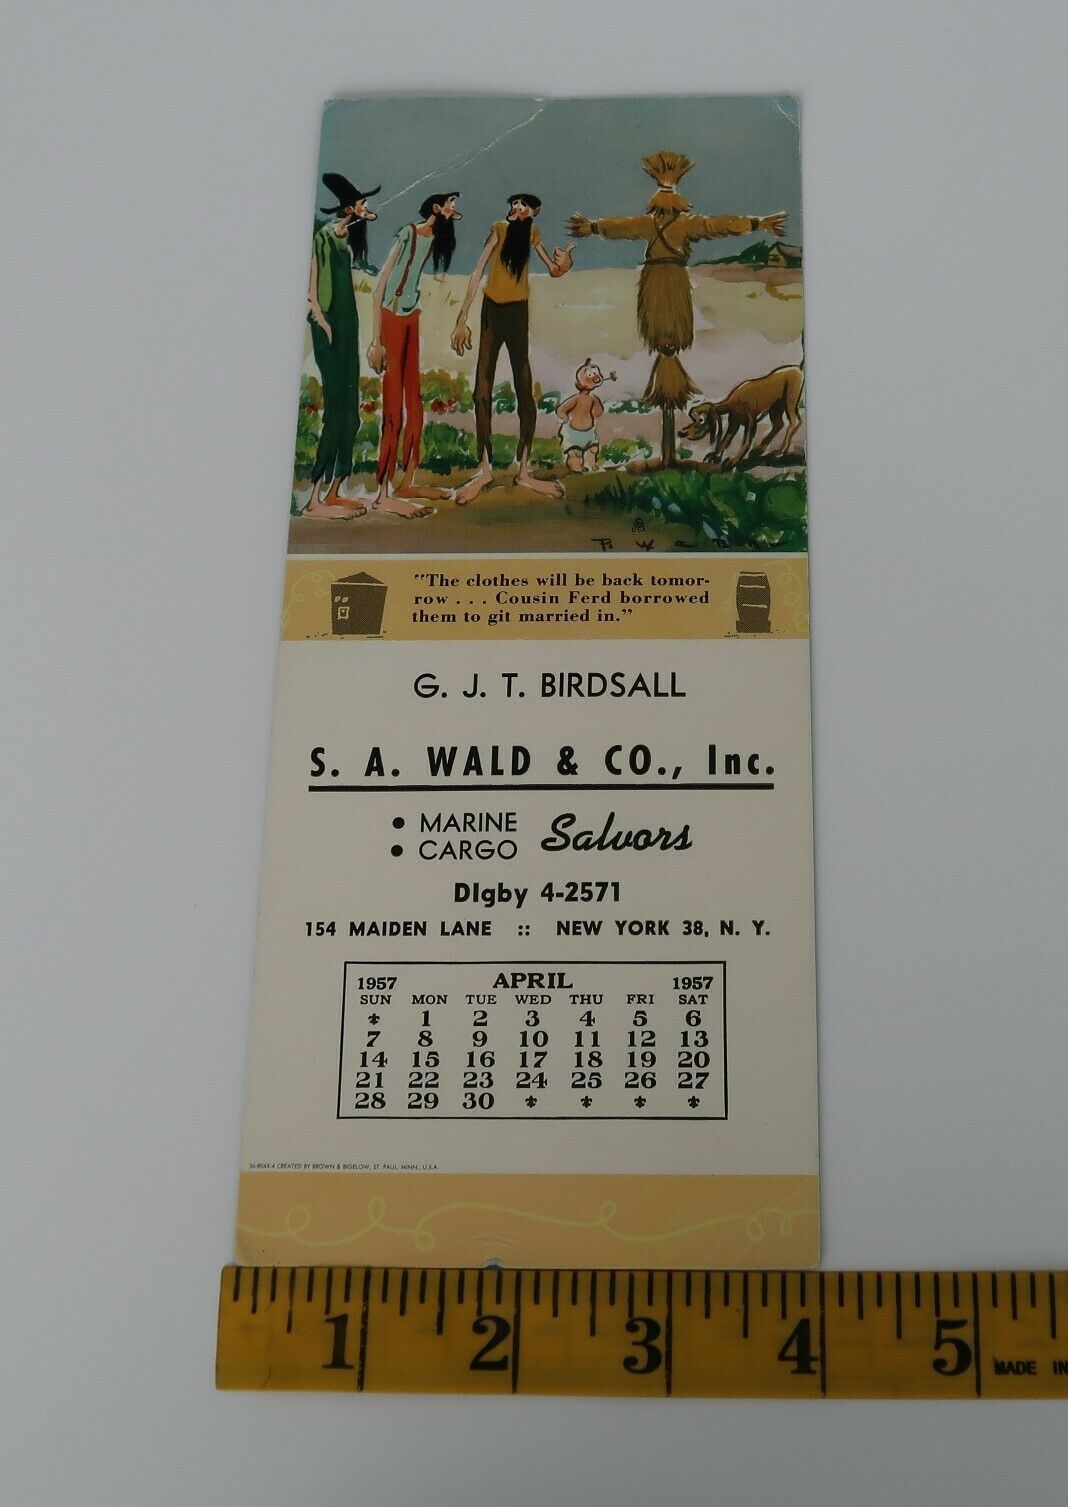 "The clothes will be back tomor-
row . . . Cousin Ferd borrowed
them to git married in."
G. J. T. BIRDSALL
S. A. WALD & CO., Inc.
• MARINE
• CARGO
Salvors
DIgby 4-2571
154 MAIDEN LANE :: NEW YORK 38, N. Y.
1957 APRIL 1957
SUN MON TUE WED THU FRI SAT
1 2 3 4 5 6
7 8 9 10 11 12 13
14 15 16 17 18 19 20
21 22 23 24 25 26 27
28 29 30
CREATED BY BROWN & BIGELOW, ST. PAUL, MINN., U.S.A.
1 2 3 4 5 MADE IN